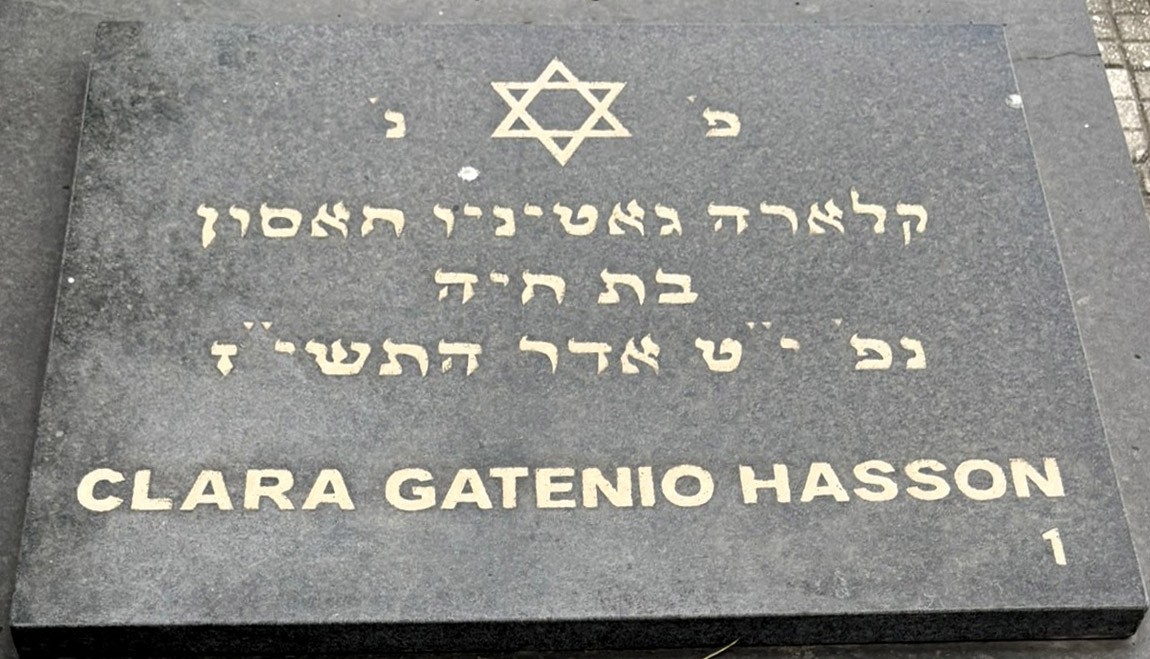 פ' נ'
קלארה גאטיניו חאסון
בת חיה
נפ' י"ט אדר התשי"ז
CLARA GATENIO HASSON
1